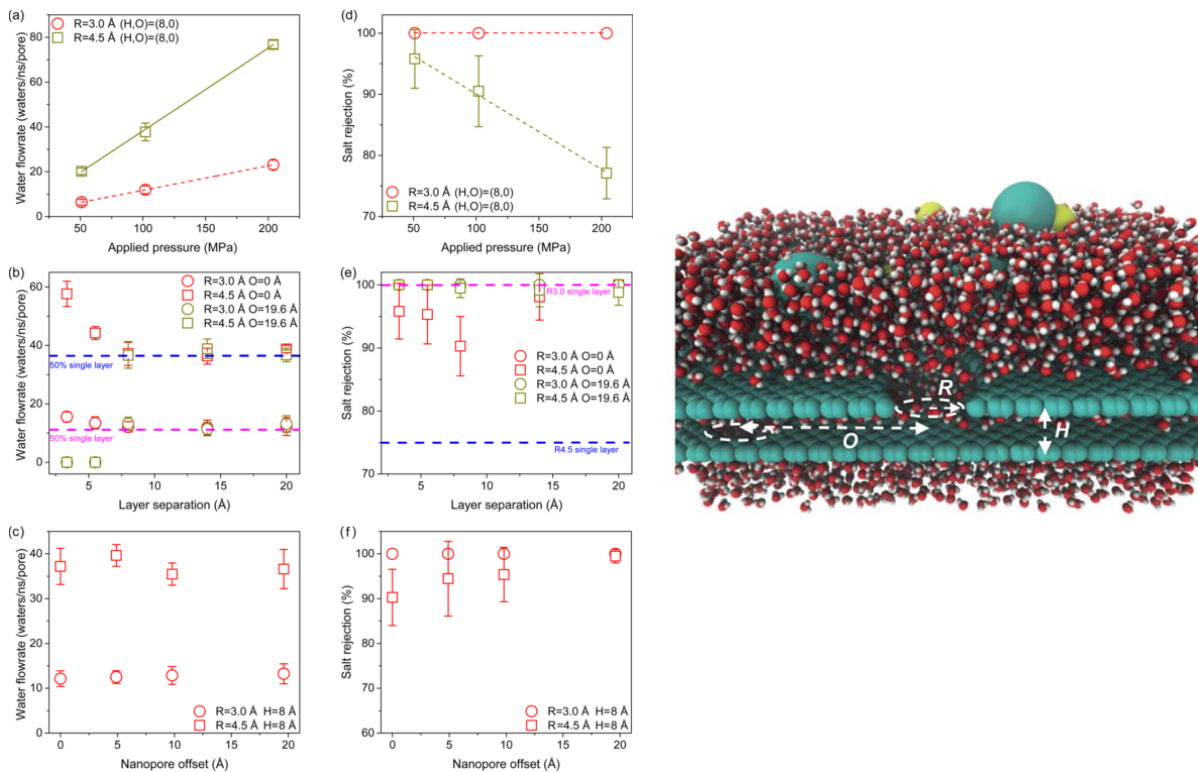 (a)
R=3.0 Å (H,O)=(8,0)
R=4.5 Å (H,O)=(8,0)
80
60
40
20
0
Water flowrate (waters/ns/pore)
50
100
150
200
Applied pressure (MPa)
(d)
100
90
80
70
Salt rejection (%)
R=3.0 Å (H,O)=(8,0)
R=4.5 Å (H,O)=(8,0)
50
100
150
200
Applied pressure (MPa)
(b)
60
40
20
0
Water flowrate (waters/ns/pore)
R=3.0 Å O=0 Å
R=4.5 Å O=0 Å
R=3.0 Å O=19.6 Å
R=4.5 Å O=19.6 Å
50% single layer
50% single layer
5
10
15
20
Layer separation (Å)
(e)
100
90
80
70
Salt rejection (%)
R3.0 single layer
R=3.0 Å O=0 Å
R=4.5 Å O=0 Å
R=3.0 Å O=19.6 Å
R=4.5 Å O=19.6 Å
R4.5 single layer
5
10
15
20
Layer separation (Å)
R
O
H
(c)
40
30
20
10
0
Water flowrate (waters/ns/pore)
R=3.0 Å H=8 Å
R=4.5 Å H=8 Å
0
5
10
15
20
Nanopore offset (Å)
(f)
100
90
80
70
60
Salt rejection (%)
R=3.0 Å H=8 Å
R=4.5 Å H=8 Å
0
5
10
15
20
Nanopore offset (Å)